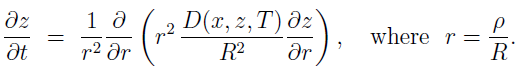 ∂z/∂t = 1/r² ∂/∂r ( r² D(x, z, T)/R² ∂z/∂r ), where r = ρ/R.